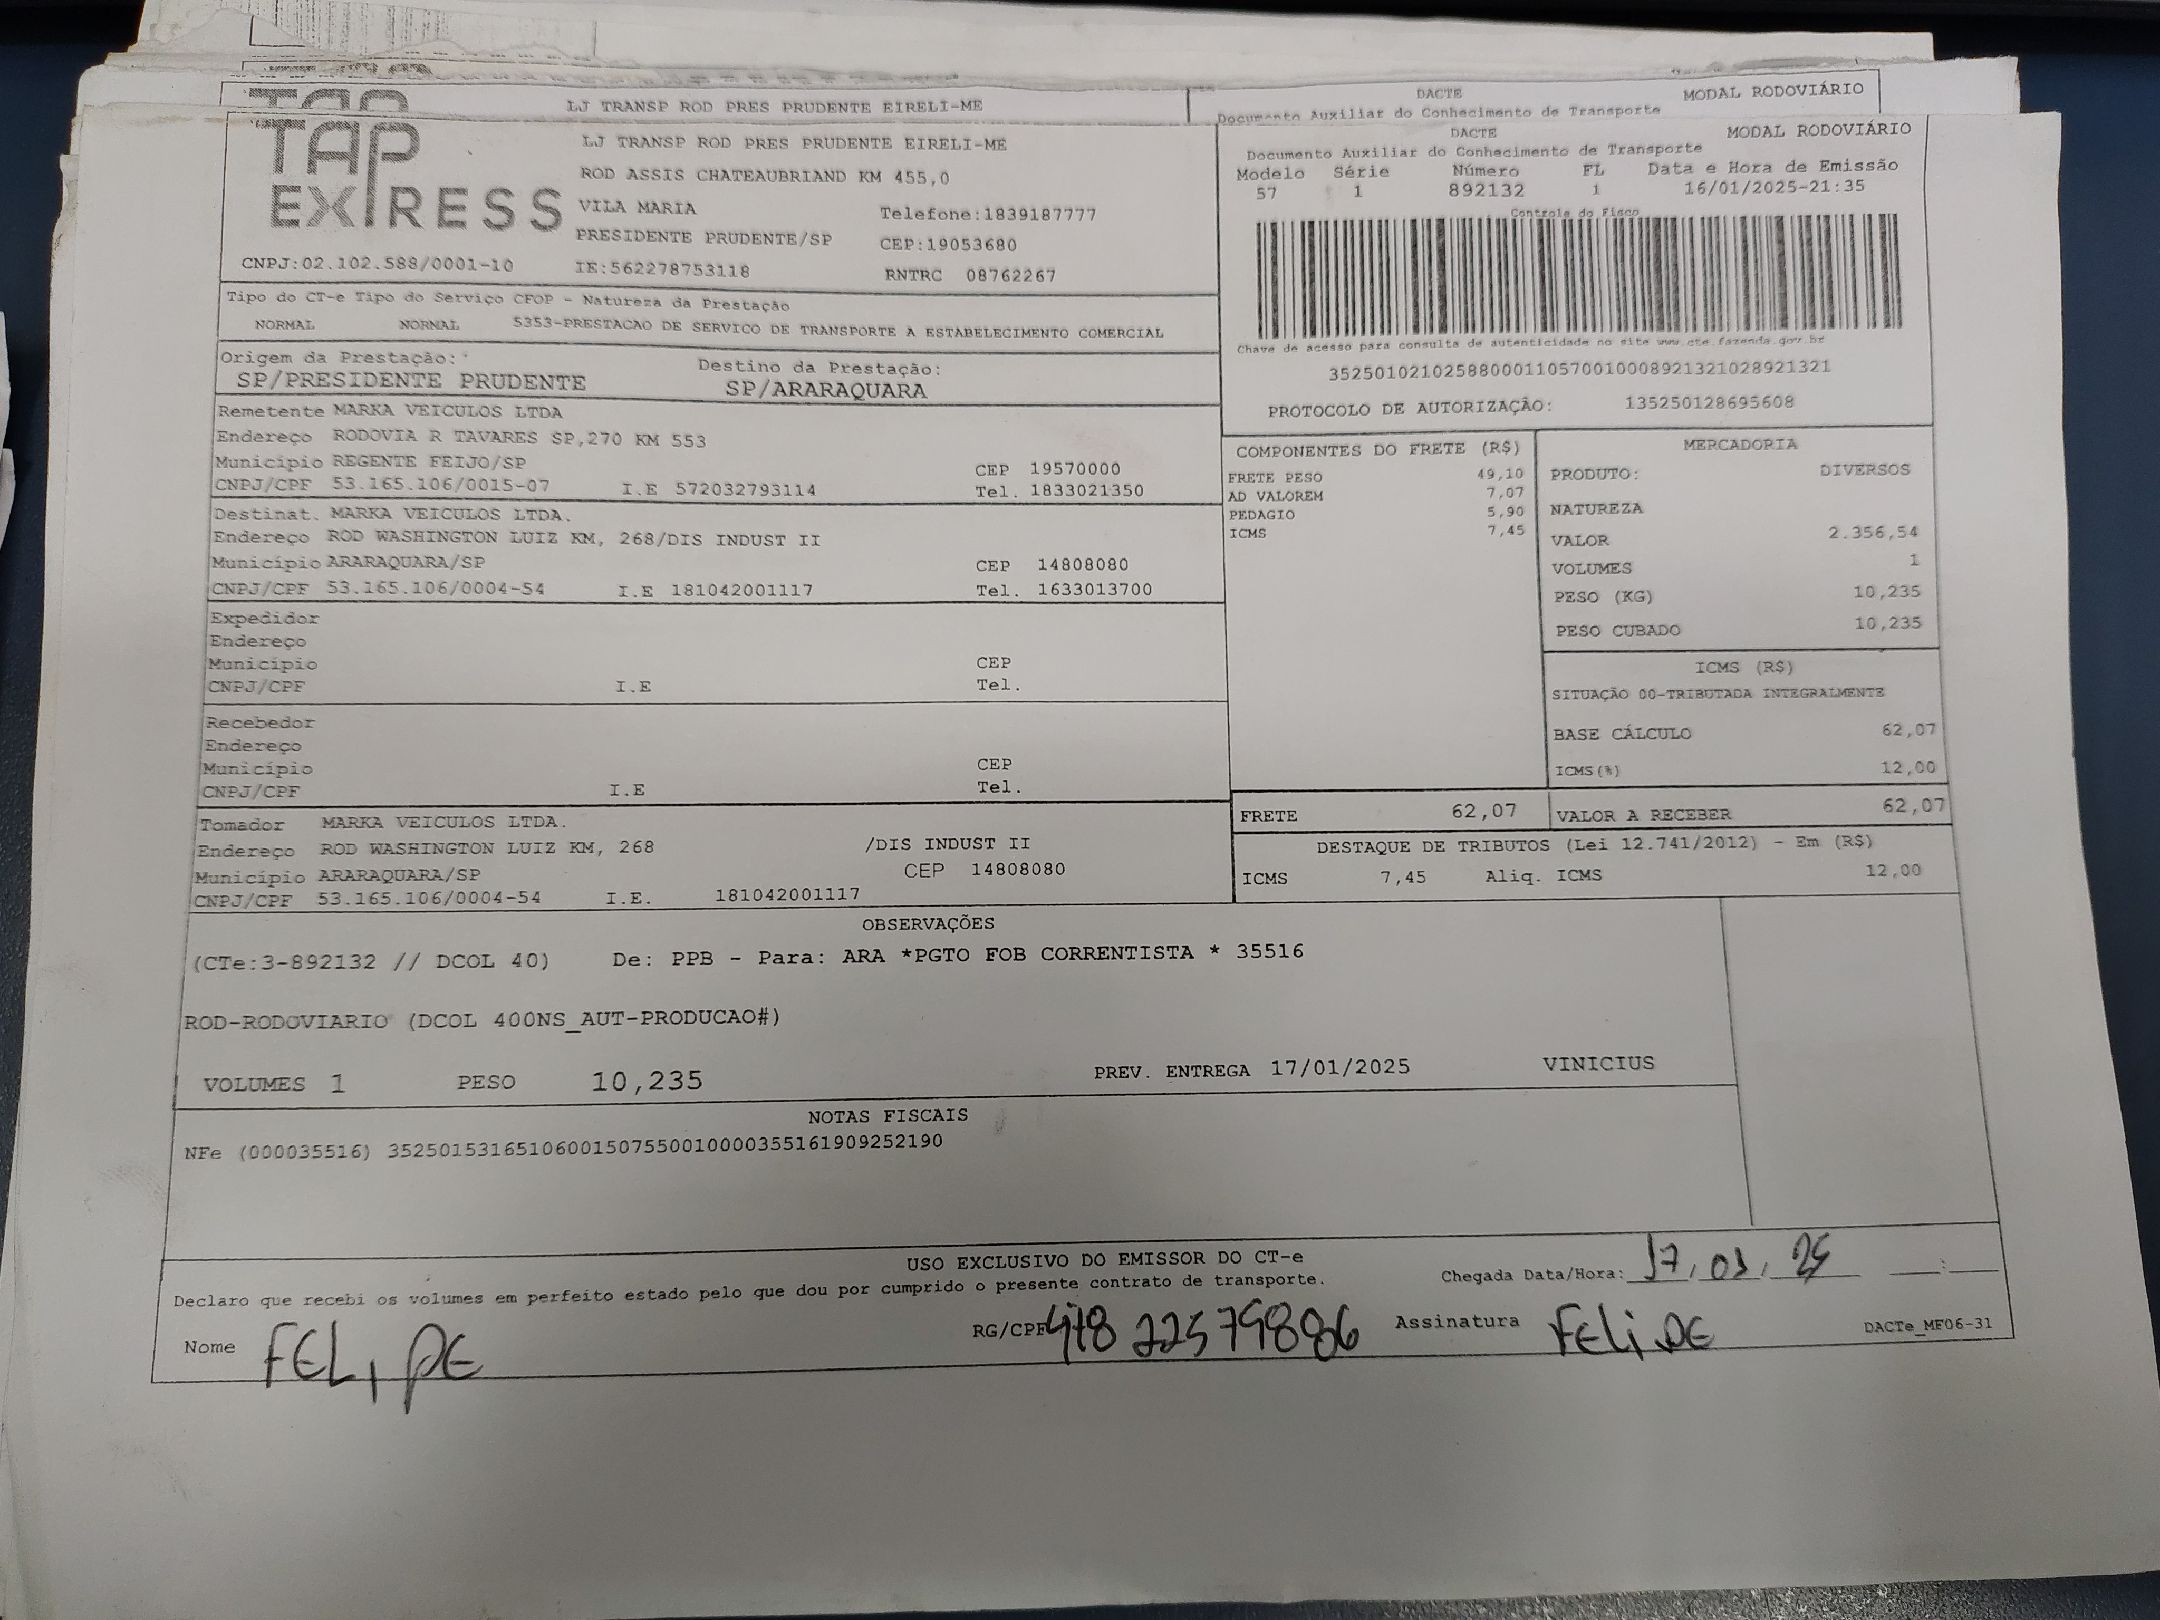 LJ TRANSP ROD PRES PRUDENTE EIRELI-ME
DACTE
MODAL RODOVIÁRIO
Documento Auxiliar do Conhecimento de Transporte
TAP EXPRESS
LJ TRANSP ROD PRES PRUDENTE EIRELI-ME
ROD ASSIS CHATEAUBRIAND KM 455,0
VILA MARIA Telefone:1839187777
PRESIDENTE PRUDENTE/SP CEP:19053680
CNPJ:02.102.588/0001-10 IE:562278753118 RNTRC 08762267
DACTE MODAL RODOVIÁRIO
Documento Auxiliar do Conhecimento de Transporte
Modelo Série Número FL Data e Hora de Emissão
57 1 892132 1 16/01/2025-21:35
Controle do Fisco
Chave de acesso para consulta de autenticidade no site www.cte.fazenda.gov.br
35250102102588000110570010008921321028921321
PROTOCOLO DE AUTORIZAÇÃO: 135250128695608
Tipo do CT-e Tipo do Serviço CFOP - Natureza da Prestação
NORMAL NORMAL 5353-PRESTACAO DE SERVICO DE TRANSPORTE A ESTABELECIMENTO COMERCIAL
Origem da Prestação: Destino da Prestação:
SP/PRESIDENTE PRUDENTE SP/ARARAQUARA
Remetente MARKA VEICULOS LTDA
Endereço RODOVIA R TAVARES SP,270 KM 553
Município REGENTE FEIJO/SP CEP 19570000
CNPJ/CPF 53.165.106/0015-07 I.E 572032793114 Tel. 1833021350
Destinat. MARKA VEICULOS LTDA.
Endereço ROD WASHINGTON LUIZ KM, 268/DIS INDUST II
Município ARARAQUARA/SP CEP 14808080
CNPJ/CPF 53.165.106/0004-54 I.E 181042001117 Tel. 1633013700
Expedidor
Endereço
Município CEP
CNPJ/CPF I.E Tel.
Recebedor
Endereço
Município CEP
CNPJ/CPF I.E Tel.
Tomador MARKA VEICULOS LTDA.
Endereço ROD WASHINGTON LUIZ KM, 268 /DIS INDUST II
Município ARARAQUARA/SP CEP 14808080
CNPJ/CPF 53.165.106/0004-54 I.E. 181042001117
COMPONENTES DO FRETE (R$)
FRETE PESO 49,10
AD VALOREM 7,07
PEDAGIO 5,90
ICMS 7,45
MERCADORIA
PRODUTO: DIVERSOS
NATUREZA
VALOR 2.356,54
VOLUMES 1
PESO (KG) 10,235
PESO CUBADO 10,235
ICMS (R$)
SITUAÇÃO 00-TRIBUTADA INTEGRALMENTE
BASE CÁLCULO 62,07
ICMS(%) 12,00
FRETE 62,07 VALOR A RECEBER 62,07
DESTAQUE DE TRIBUTOS (Lei 12.741/2012) - Em (R$)
ICMS 7,45 Aliq. ICMS 12,00
OBSERVAÇÕES
(CTe:3-892132 // DCOL 40) De: PPB - Para: ARA *PGTO FOB CORRENTISTA * 35516
ROD-RODOVIARIO (DCOL 400NS_AUT-PRODUCAO#)
VOLUMES 1 PESO 10,235 PREV. ENTREGA 17/01/2025 VINICIUS
NOTAS FISCAIS
NFe (000035516) 35250153165106001507550010000355161909252190
USO EXCLUSIVO DO EMISSOR DO CT-e
Declaro que recebi os volumes em perfeito estado pelo que dou por cumprido o presente contrato de transporte.
Chegada Data/Hora: 17, 01, 25 :
Nome FELIPE RG/CPF Assinatura FELiPE DACTe_MF06-31